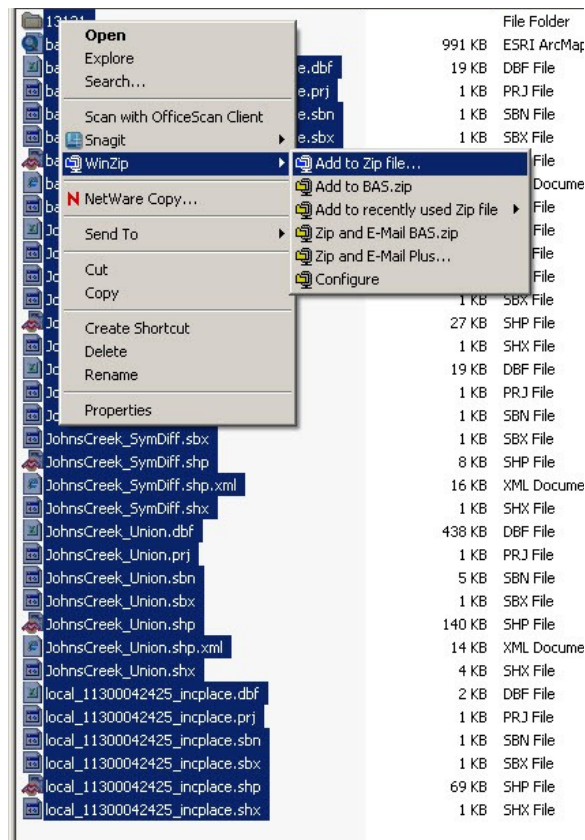 File Folder
Open
ba 991 KB ESRI ArcMap
Explore
ba e.dbf 19 KB DBF File
Search...
ba e.prj 1 KB PRJ File
ba e.sbn 1 KB SBN File
Scan with OfficeScan Client
ba e.sbx 1 KB SBX File
Snagit
ba WinZip Add to Zip file... File
ba Add to BAS.zip Docume
NetWare Copy...
ba Add to recently used Zip file File
Send To Zip and E-Mail BAS.zip File
Zip and E-Mail Plus... File
Cut
Configure File
Copy
1 KB SBX File
27 KB SHP File
Create Shortcut
1 KB SHX File
Delete
19 KB DBF File
Rename
1 KB PRJ File
Properties
1 KB SBN File
JohnsCreek_SymDiff.sbx 1 KB SBX File
JohnsCreek_SymDiff.shp 8 KB SHP File
JohnsCreek_SymDiff.shp.xml 16 KB XML Docume
JohnsCreek_SymDiff.shx 1 KB SHX File
JohnsCreek_Union.dbf 438 KB DBF File
JohnsCreek_Union.prj 1 KB PRJ File
JohnsCreek_Union.sbn 5 KB SBN File
JohnsCreek_Union.sbx 1 KB SBX File
JohnsCreek_Union.shp 140 KB SHP File
JohnsCreek_Union.shp.xml 14 KB XML Docume
JohnsCreek_Union.shx 4 KB SHX File
local_11300042425_incplace.dbf 2 KB DBF File
local_11300042425_incplace.prj 1 KB PRJ File
local_11300042425_incplace.sbn 1 KB SBN File
local_11300042425_incplace.sbx 1 KB SBX File
local_11300042425_incplace.shp 69 KB SHP File
local_11300042425_incplace.shx 1 KB SHX File